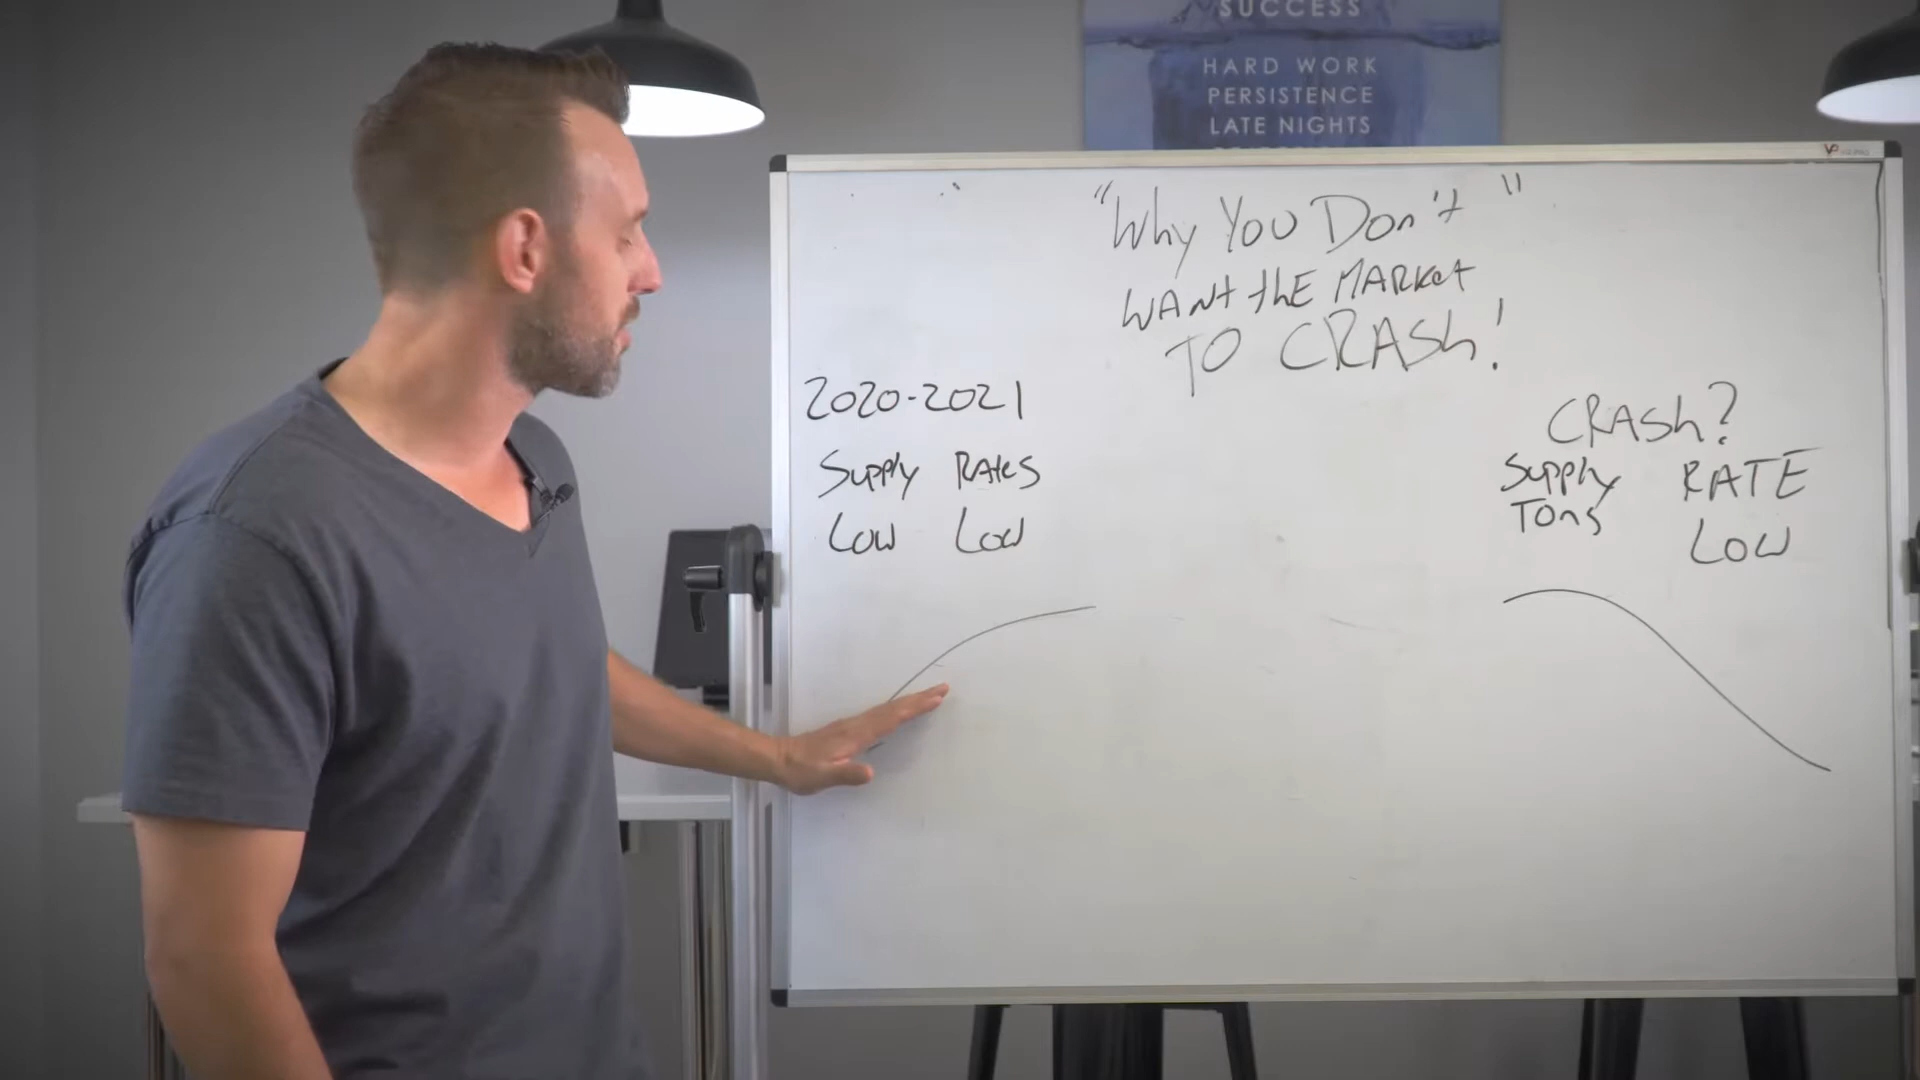 SUCCESS
HARD WORK
PERSISTENCE
LATE NIGHTS
"Why You Don't"
WANt thE MARKet
TO CRASh!
2020-2021
Supply Rates
Low Low
CRASh?
Supply RATE
Tons
Low